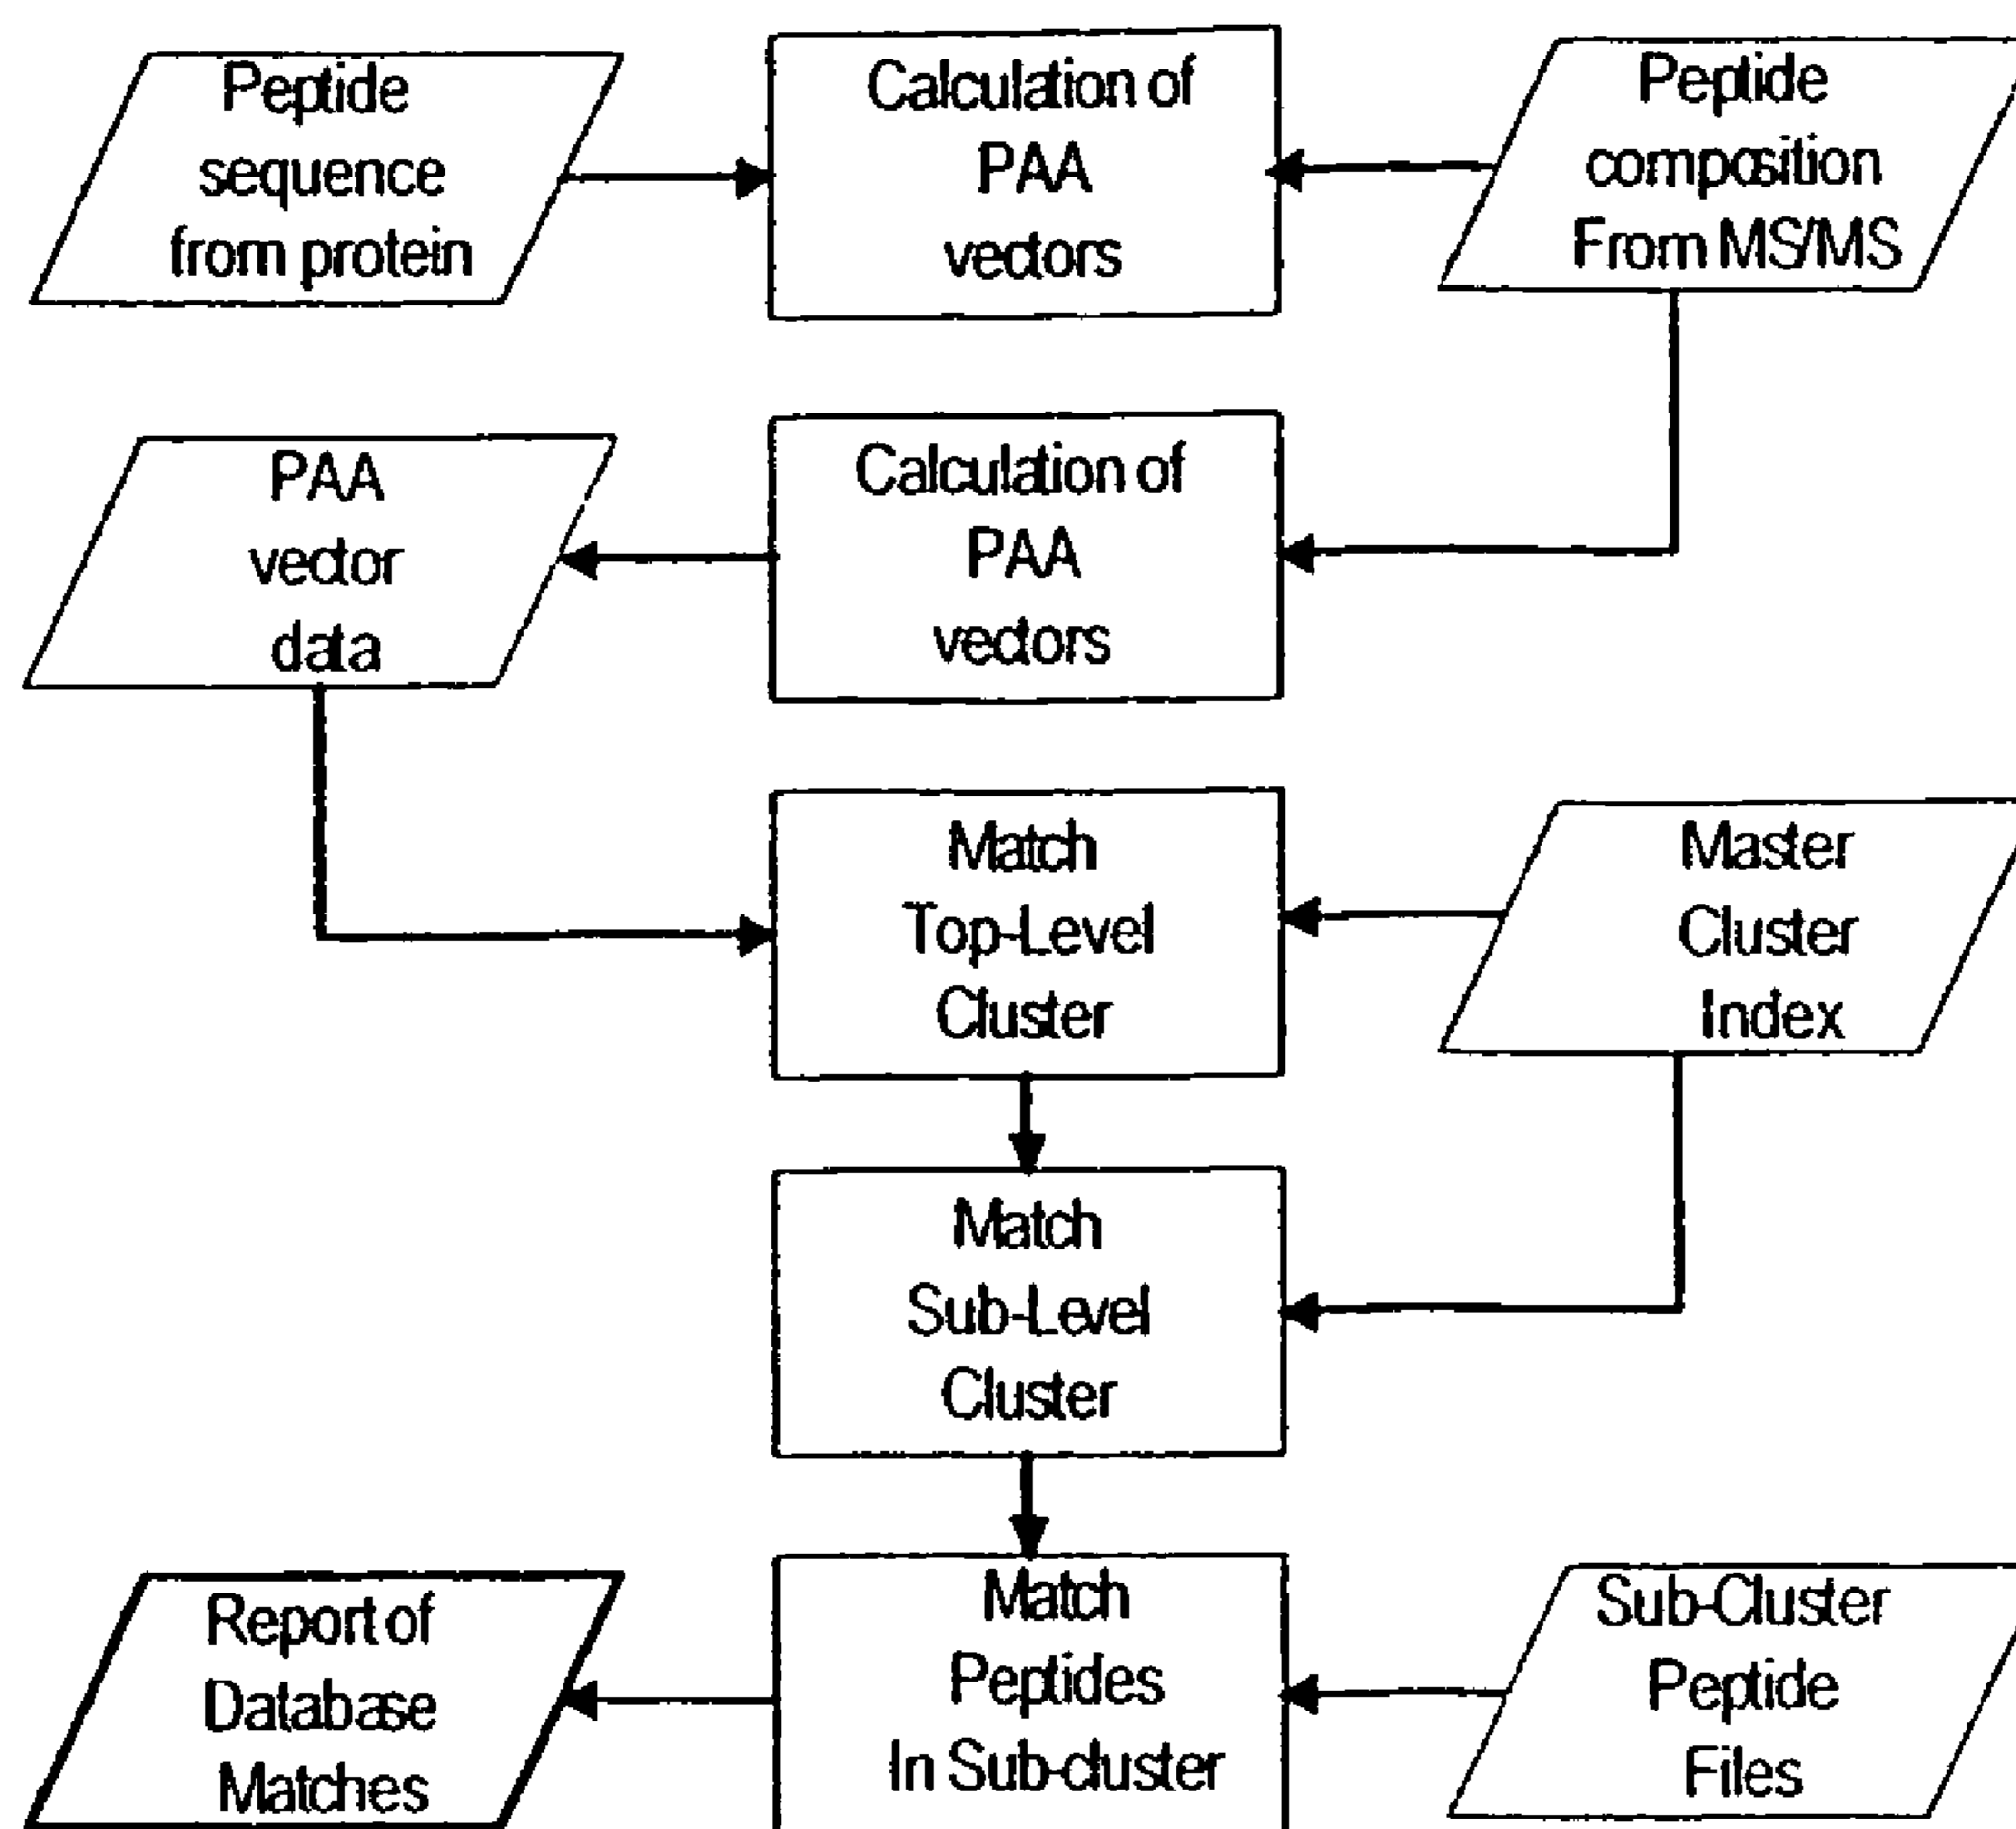 Peptide
sequence
from protein
Calculation of
PAA
vectors
Peptide
composition
From MS/MS
PAA
vector
data
Calculation of
PAA
vectors
Match
Top-Level
Cluster
Master
Cluster
Index
Match
Sub-Level
Cluster
Report of
Database
Matches
Match
Peptides
In Sub-cluster
Sub-Cluster
Peptide
Files